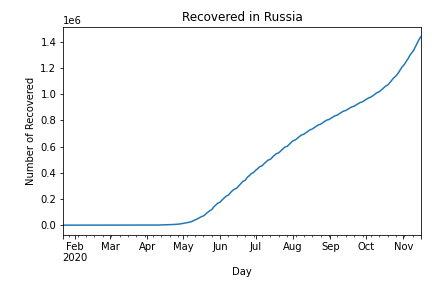 Recovered in Russia
1e6
1.4
1.2
1.0
0.8
0.6
0.4
0.2
0.0
Number of Recovered
Feb Mar Apr May Jun Jul Aug Sep Oct Nov
2020
Day